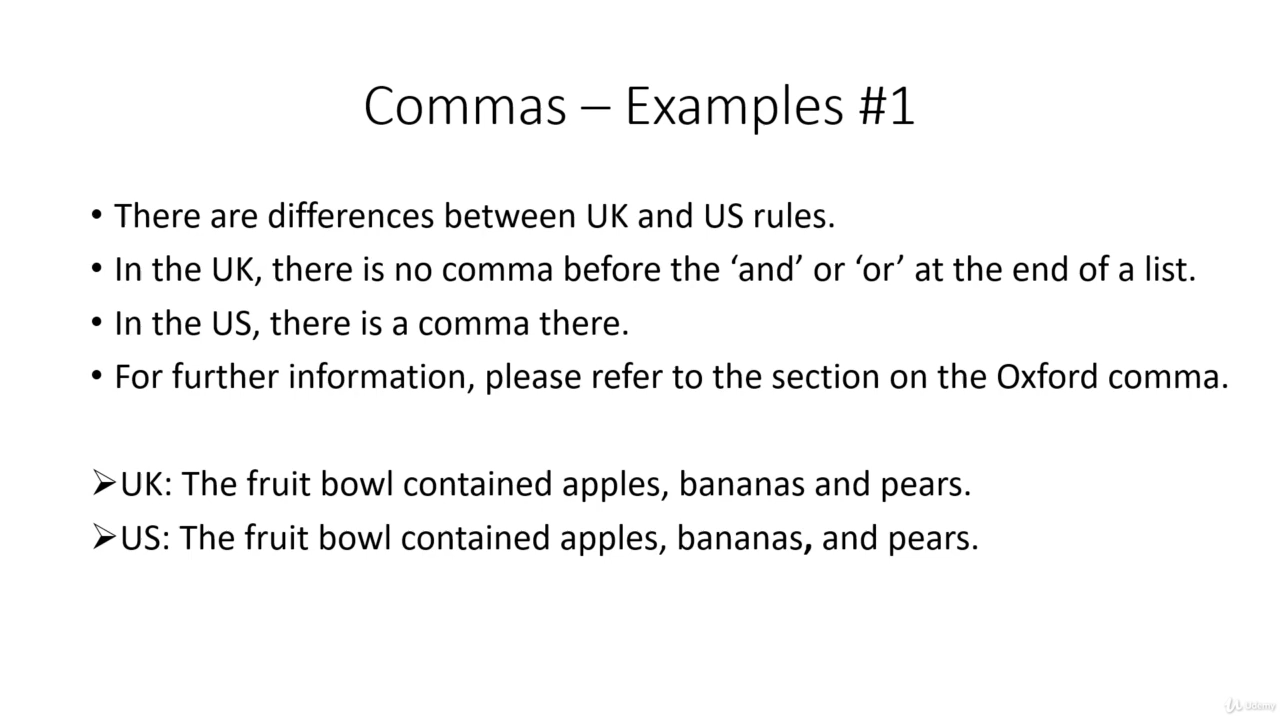 Commas – Examples #1
• There are differences between UK and US rules.
• In the UK, there is no comma before the ‘and’ or ‘or’ at the end of a list.
• In the US, there is a comma there.
• For further information, please refer to the section on the Oxford comma.
➢UK: The fruit bowl contained apples, bananas and pears.
➢US: The fruit bowl contained apples, bananas, and pears.
Udemy